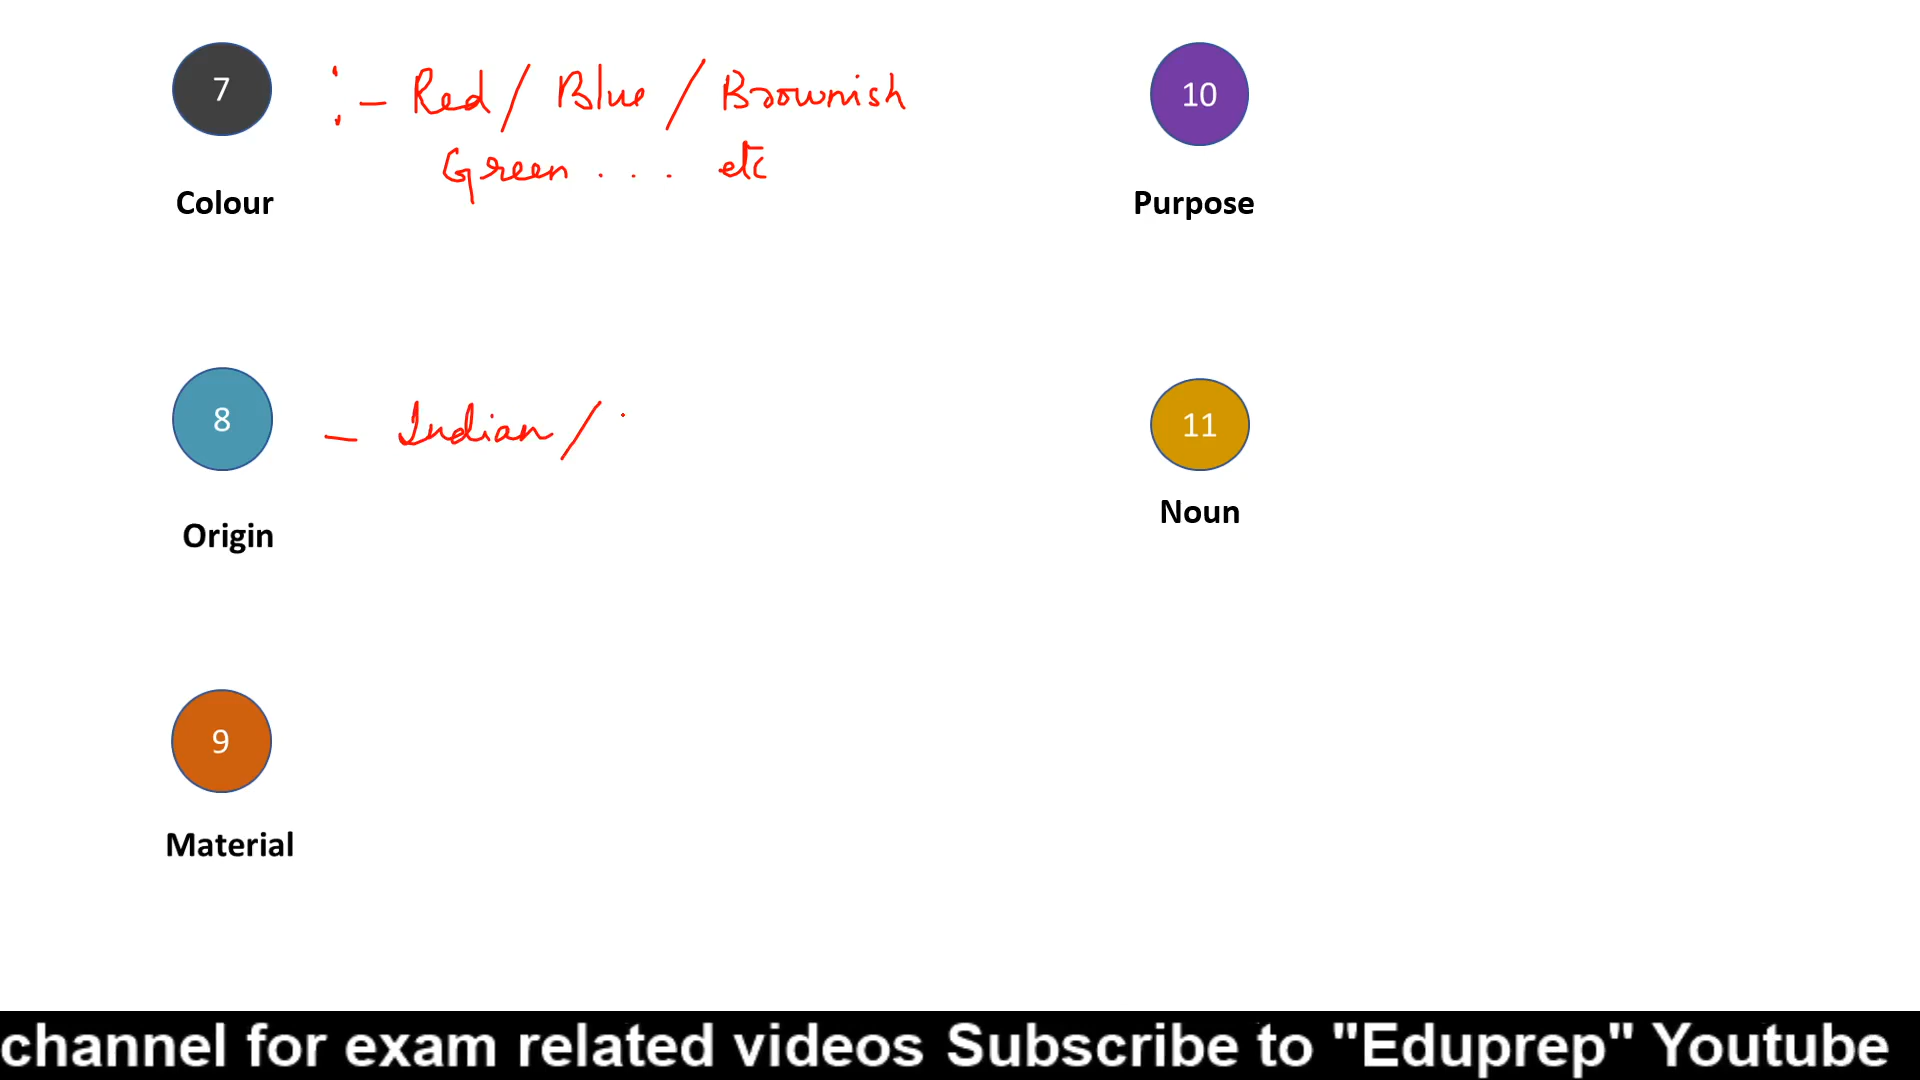 7 :- Red / Blue / Brownish
Green ... etc
Colour
8 - Indian /
Origin
9
Material
10
Purpose
11
Noun
channel for exam related videos Subscribe to "Eduprep" Youtube